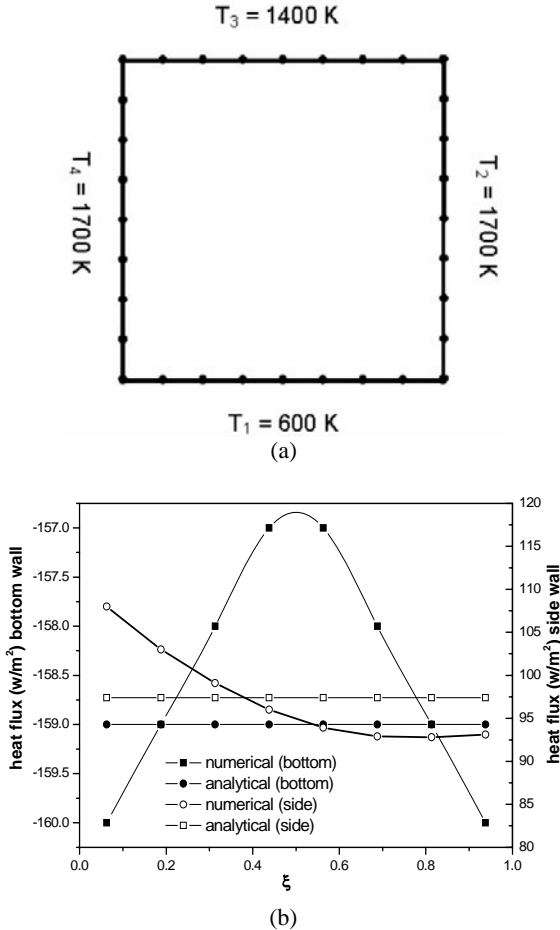 T₃ = 1400 K
T₄ = 1700 K
T₂ = 1700 K
T₁ = 600 K
(a)
heat flux (w/m²) bottom wall
-157.0
-157.5
-158.0
-158.5
-159.0
-159.5
-160.0
120
115
110
105
100
95
90
85
80
heat flux (w/m²) side wall
numerical (bottom)
analytical (bottom)
numerical (side)
analytical (side)
0.0 0.2 0.4 0.6 0.8 1.0
ξ
(b)